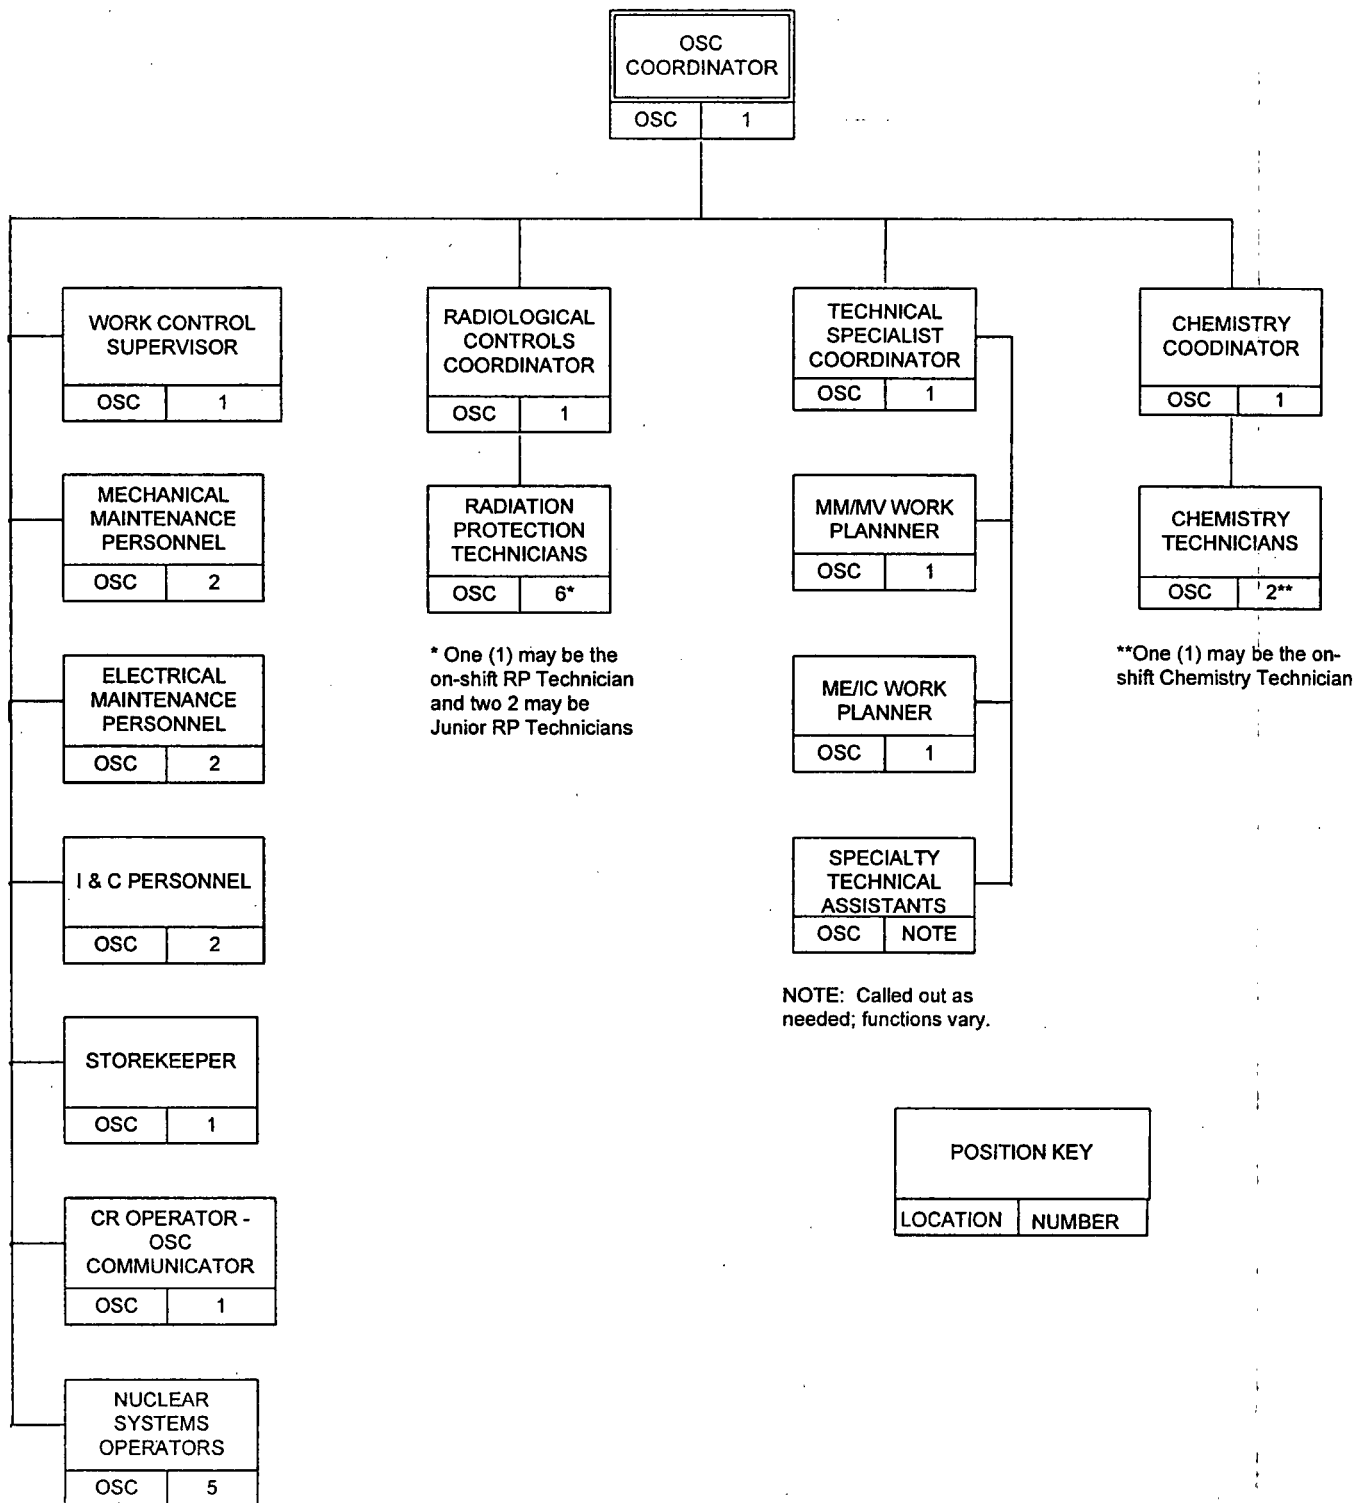 OSC
COORDINATOR
OSC 1
WORK CONTROL
SUPERVISOR
OSC 1
MECHANICAL
MAINTENANCE
PERSONNEL
OSC 2
ELECTRICAL
MAINTENANCE
PERSONNEL
OSC 2
I & C PERSONNEL
OSC 2
STOREKEEPER
OSC 1
CR OPERATOR -
OSC
COMMUNICATOR
OSC 1
NUCLEAR
SYSTEMS
OPERATORS
OSC 5
RADIOLOGICAL
CONTROLS
COORDINATOR
OSC 1
RADIATION
PROTECTION
TECHNICIANS
OSC 6*
* One (1) may be the
on-shift RP Technician
and two 2 may be
Junior RP Technicians
TECHNICAL
SPECIALIST
COORDINATOR
OSC 1
MM/MV WORK
PLANNNER
OSC 1
ME/IC WORK
PLANNER
OSC 1
SPECIALTY
TECHNICAL
ASSISTANTS
OSC NOTE
NOTE: Called out as
needed; functions vary.
CHEMISTRY
COODINATOR
OSC 1
CHEMISTRY
TECHNICIANS
OSC 2**
**One (1) may be the on-
shift Chemistry Technician
POSITION KEY
LOCATION NUMBER